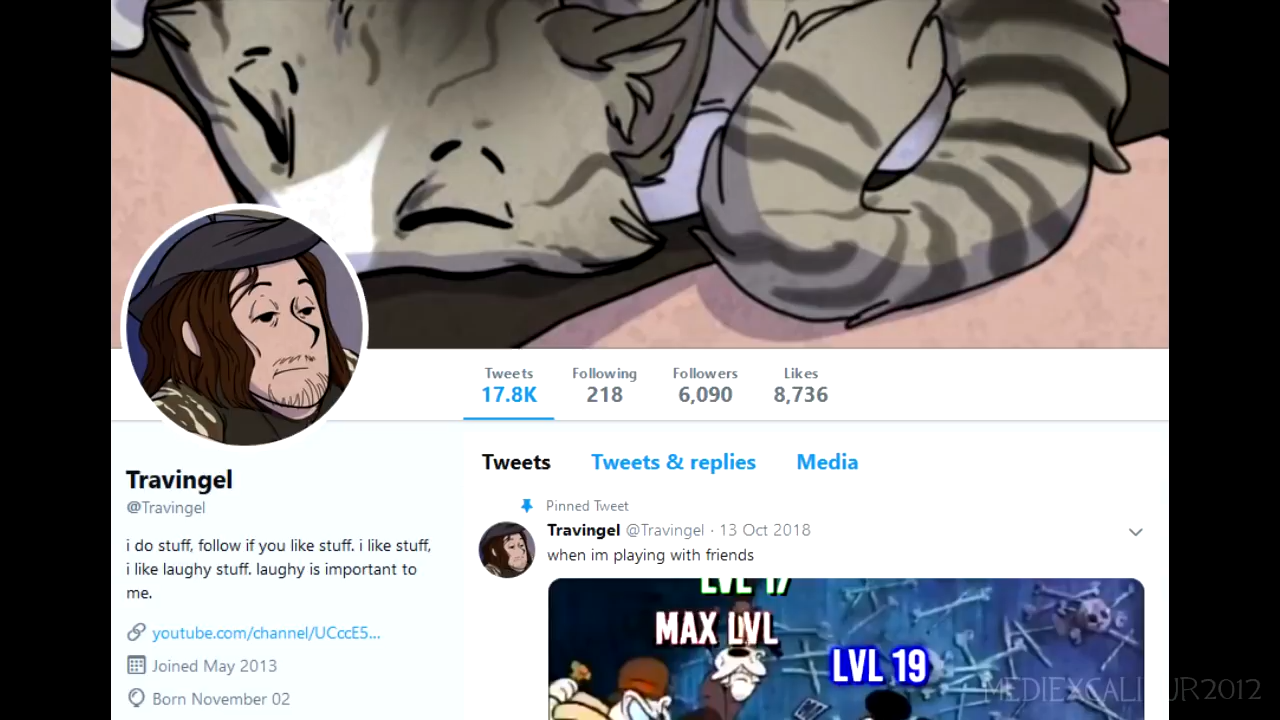 Tweets Following Followers Likes
17.8K 218 6,090 8,736
Tweets Tweets & replies Media
Travingel
@Travingel
i do stuff, follow if you like stuff. i like stuff,
i like laughy stuff. laughy is important to
me.
youtube.com/channel/UCccE5...
Joined May 2013
Born November 02
Pinned Tweet
Travingel @Travingel · 13 Oct 2018
when im playing with friends
LVL 17
MAX LVL
LVL 19
MEDIEXCALIBUR2012